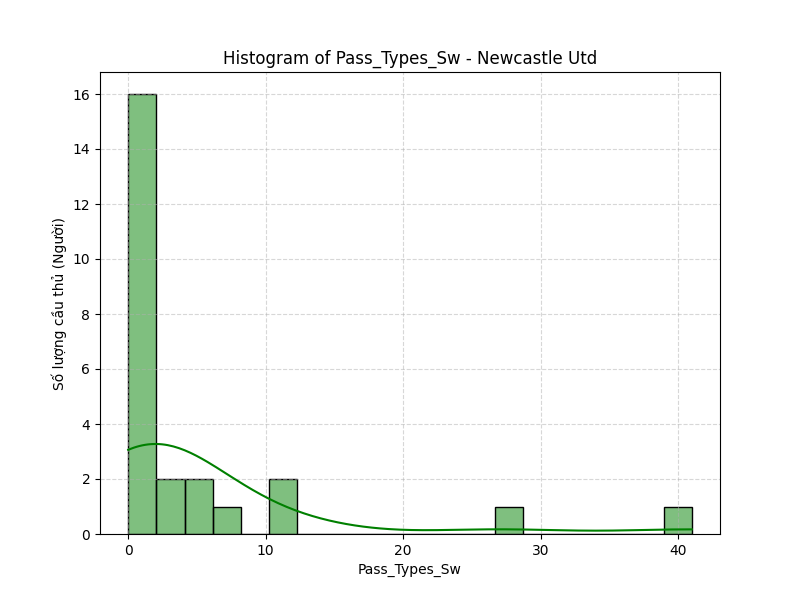 Histogram of Pass_Types_Sw - Newcastle Utd
Số lượng cầu thủ (Người)
16
14
12
10
8
6
4
2
0
0 10 20 30 40
Pass_Types_Sw